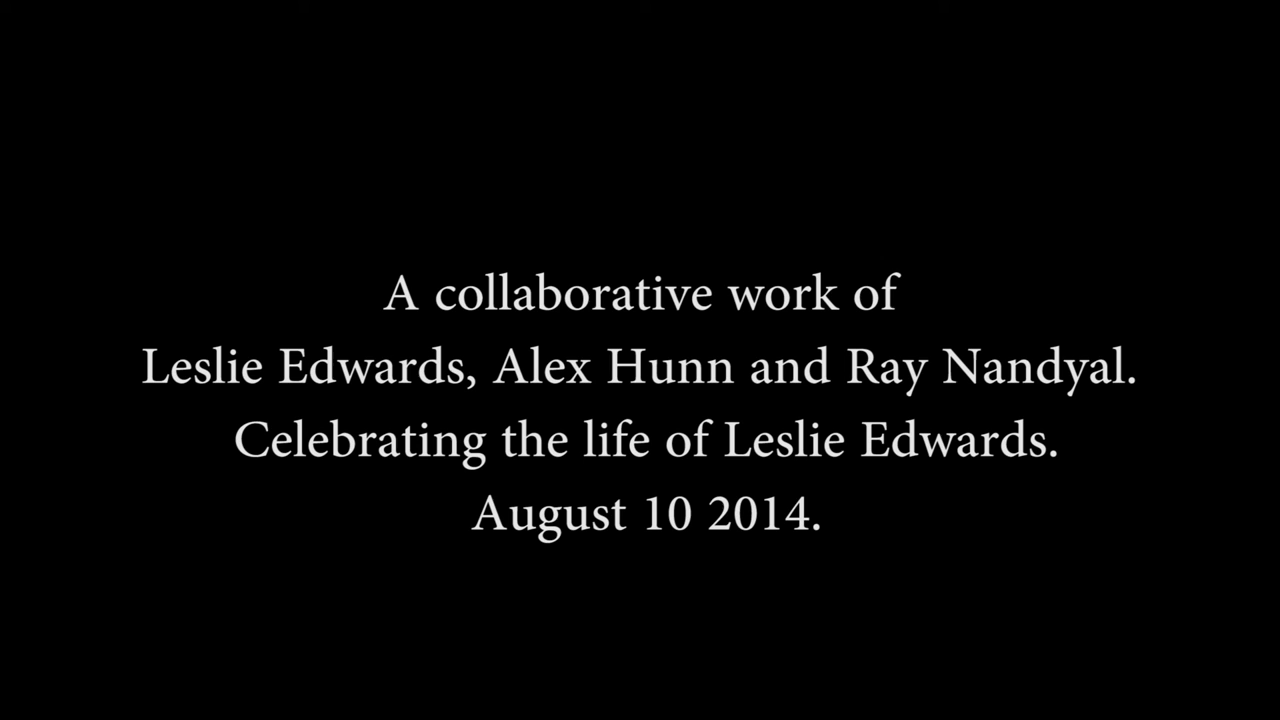 A collaborative work of
Leslie Edwards, Alex Hunn and Ray Nandyal.
Celebrating the life of Leslie Edwards.
August 10 2014.